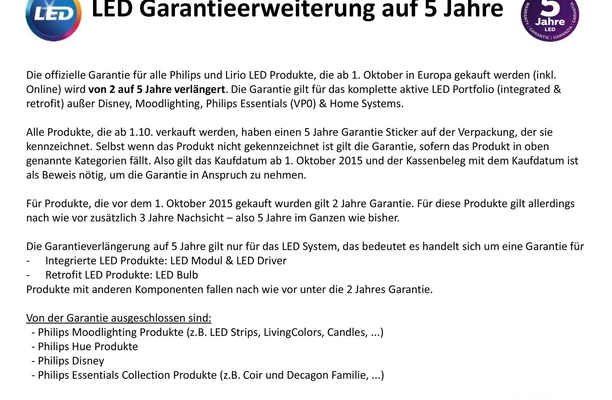 LED
LED Garantieerweiterung auf 5 Jahre
5
Jahre
LED
Die offizielle Garantie für alle Philips und Lirio LED Produkte, die ab 1. Oktober in Europa gekauft werden (inkl.
Online) wird von 2 auf 5 Jahre verlängert. Die Garantie gilt für das komplette aktive LED Portfolio (integrated &
retrofit) außer Disney, Moodlighting, Philips Essentials (VP0) & Home Systems.
Alle Produkte, die ab 1.10. verkauft werden, haben einen 5 Jahre Garantie Sticker auf der Verpackung, der sie
kennzeichnet. Selbst wenn das Produkt nicht gekennzeichnet ist gilt die Garantie, sofern das Produkt in oben
genannte Kategorien fällt. Also gilt das Kaufdatum ab 1. Oktober 2015 und der Kassenbeleg mit dem Kaufdatum ist
als Beweis nötig, um die Garantie in Anspruch zu nehmen.
Für Produkte, die vor dem 1. Oktober 2015 gekauft wurden gilt 2 Jahre Garantie. Für diese Produkte gilt allerdings
nach wie vor zusätzlich 3 Jahre Nachsicht – also 5 Jahre im Ganzen wie bisher.
Die Garantieverlängerung auf 5 Jahre gilt nur für das LED System, das bedeutet es handelt sich um eine Garantie für
- Integrierte LED Produkte: LED Modul & LED Driver
- Retrofit LED Produkte: LED Bulb
Produkte mit anderen Komponenten fallen nach wie vor unter die 2 Jahres Garantie.
Von der Garantie ausgeschlossen sind:
- Philips Moodlighting Produkte (z.B. LED Strips, LivingColors, Candles, ...)
- Philips Hue Produkte
- Philips Disney
- Philips Essentials Collection Produkte (z.B. Coir und Decagon Familie, ...)